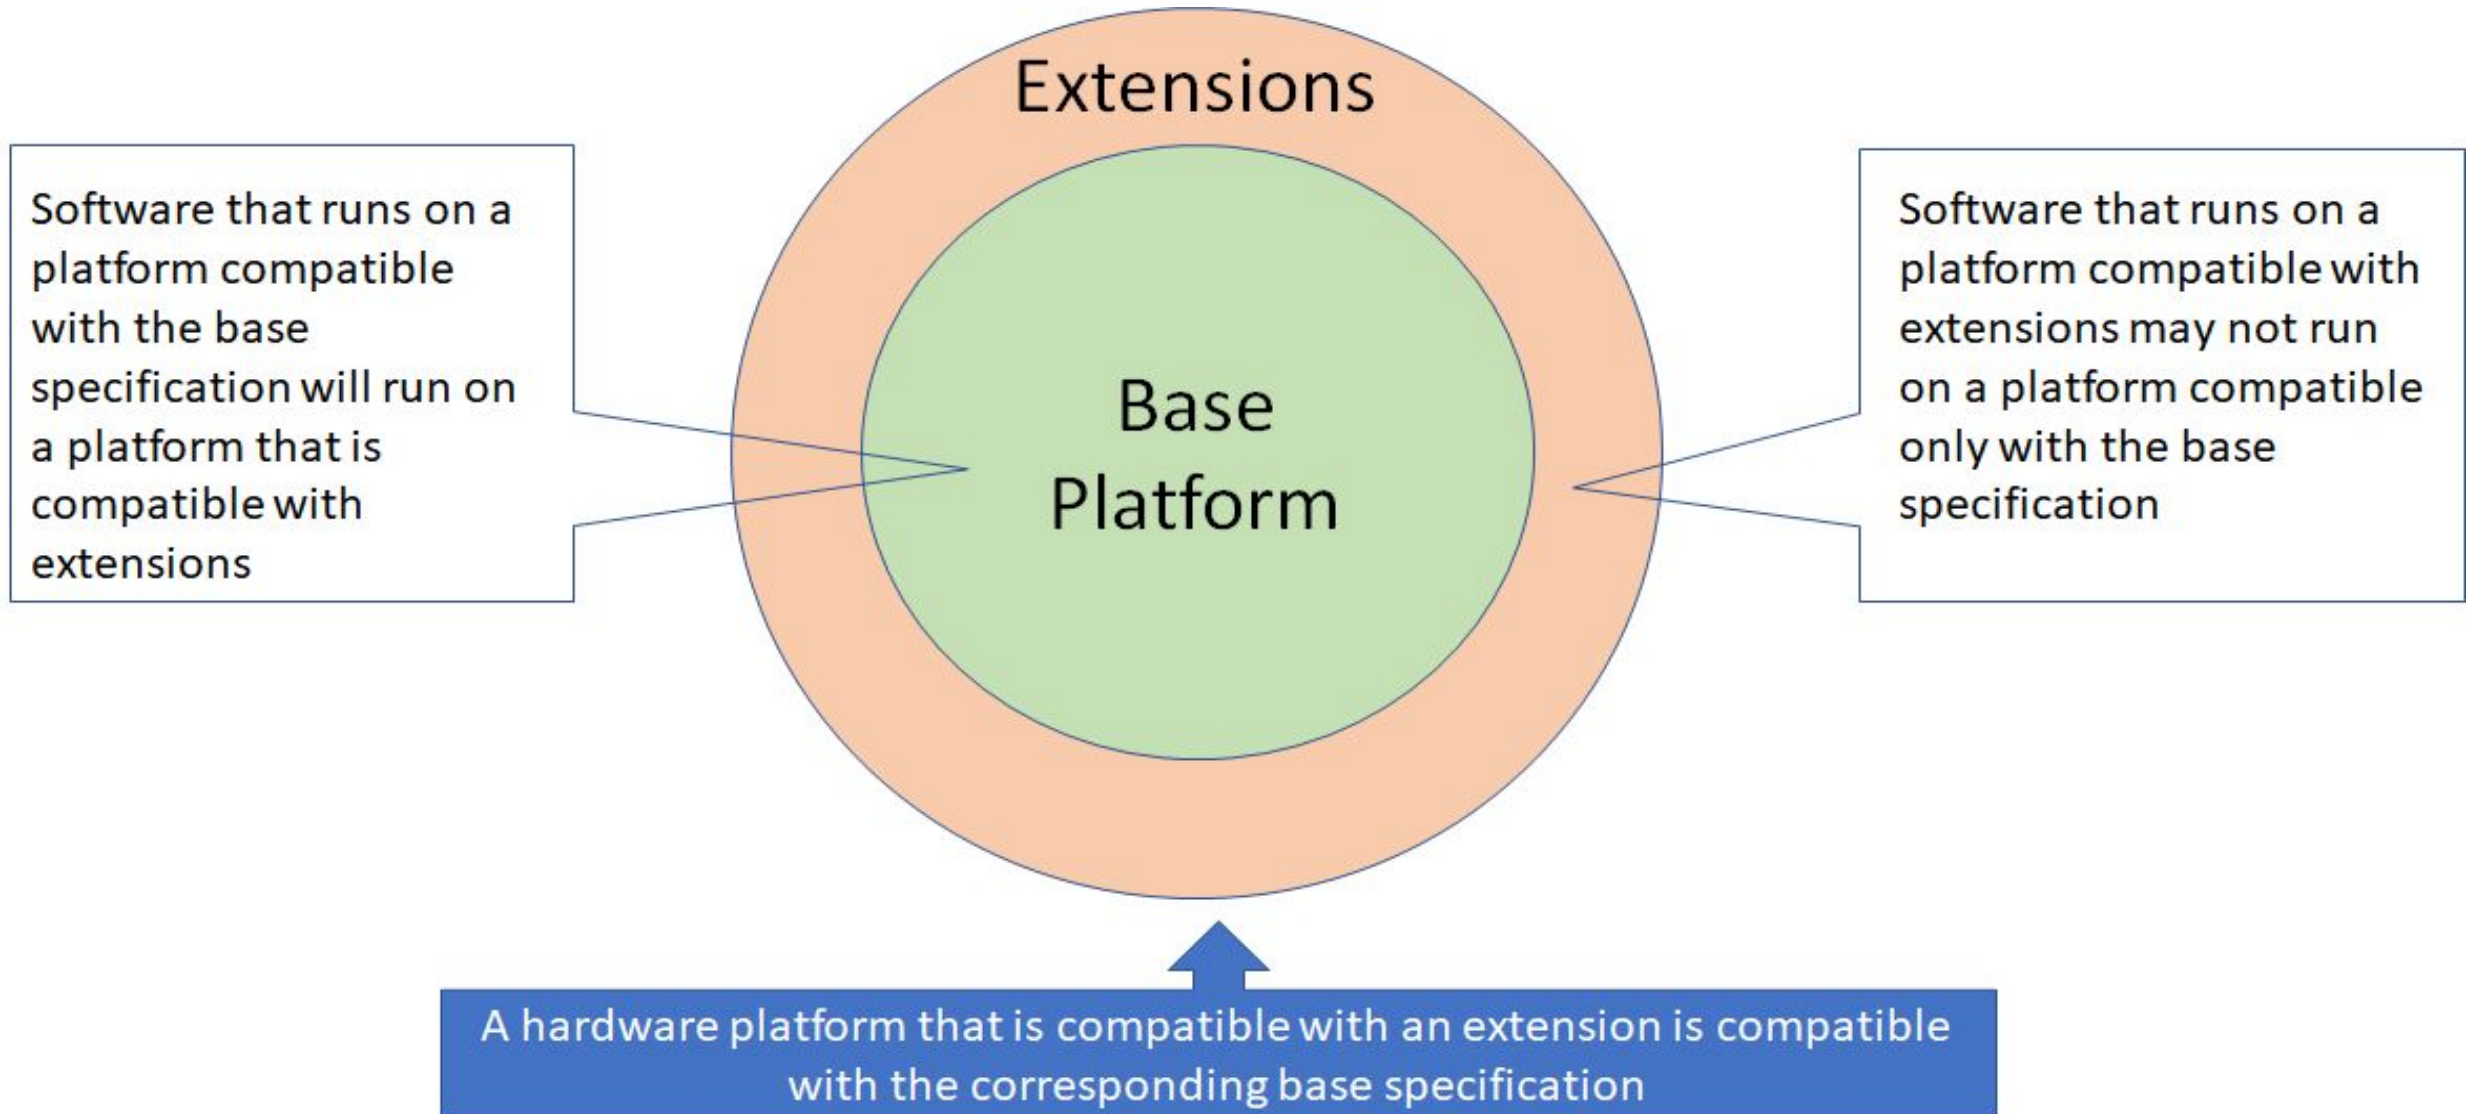 Extensions
Software that runs on a
platform compatible
with the base
specification will run on
a platform that is
compatible with
extensions
Base
Platform
Software that runs on a
platform compatible with
extensions may not run
on a platform compatible
only with the base
specification
A hardware platform that is compatible with an extension is compatible
with the corresponding base specification